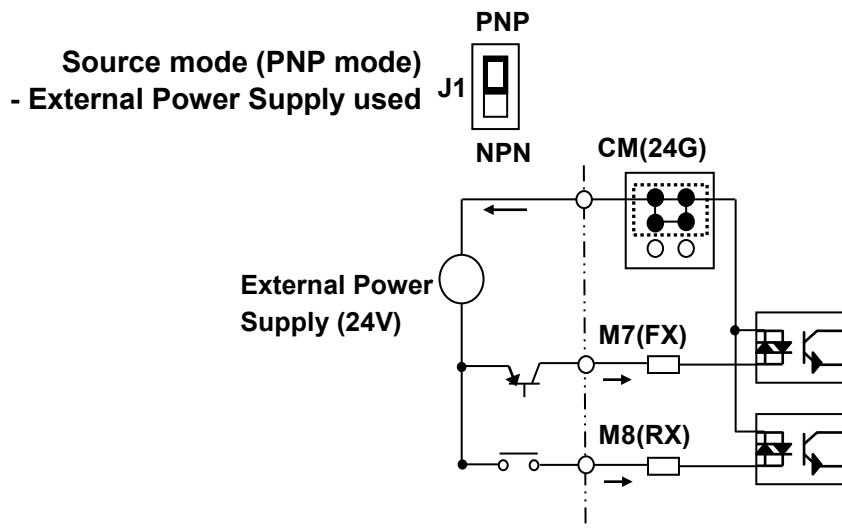 PNP
Source mode (PNP mode)
- External Power Supply used
J1
NPN
CM(24G)
External Power
Supply (24V)
M7(FX)
M8(RX)